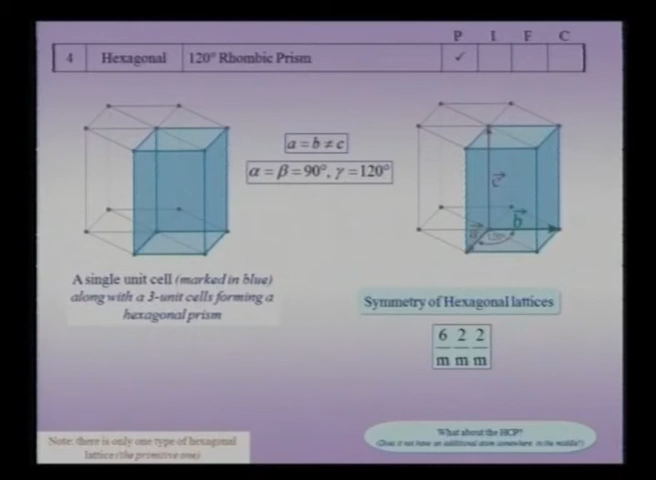 P I F C
4 Hexagonal 120° Rhombic Prism ✓
a = b ≠ c
α = β = 90°, γ = 120°
c
b
a
120°
A single unit cell (marked in blue)
along with a 3-unit cells forming a
hexagonal prism
Symmetry of Hexagonal lattices
6 2 2
m m m
What about the HCP?
(Does it not have an additional atom somewhere in the middle?)
Note: there is only one type of hexagonal
lattice (the primitive one)